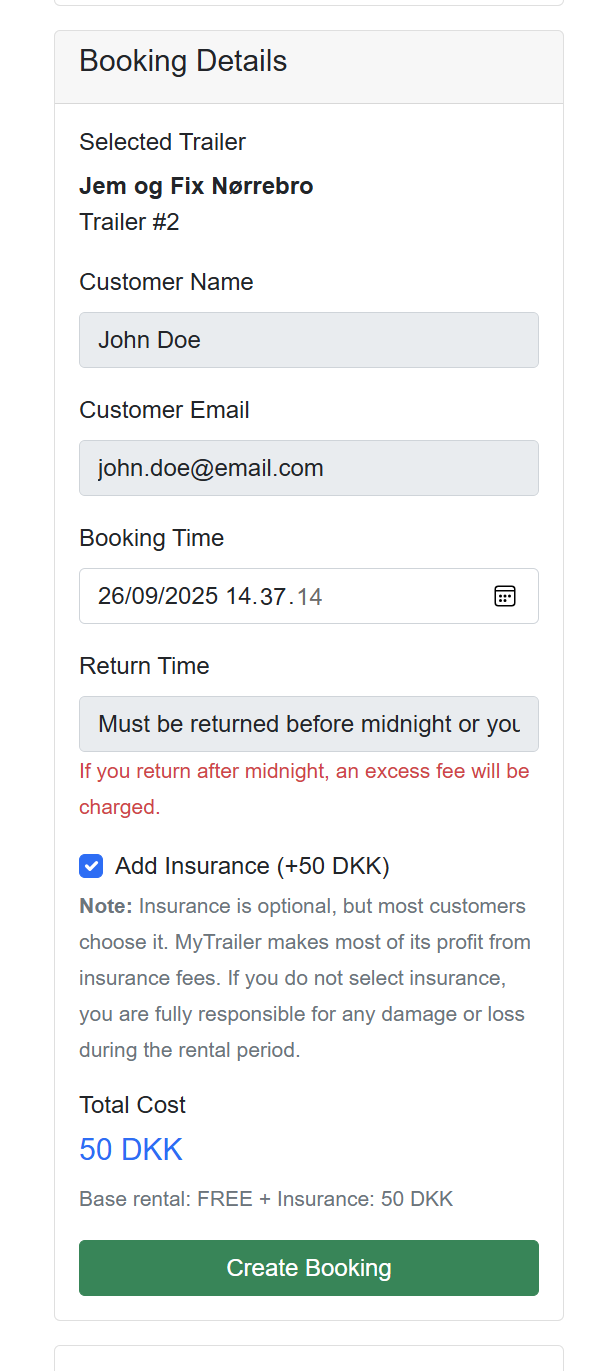 Booking Details
Selected Trailer
Jem og Fix Nørrebro
Trailer #2
Customer Name
John Doe
Customer Email
john.doe@email.com
Booking Time
26/09/2025 14.37.14
Return Time
Must be returned before midnight or you
If you return after midnight, an excess fee will be
charged.
Add Insurance (+50 DKK)
Note: Insurance is optional, but most customers
choose it. MyTrailer makes most of its profit from
insurance fees. If you do not select insurance,
you are fully responsible for any damage or loss
during the rental period.
Total Cost
50 DKK
Base rental: FREE + Insurance: 50 DKK
Create Booking